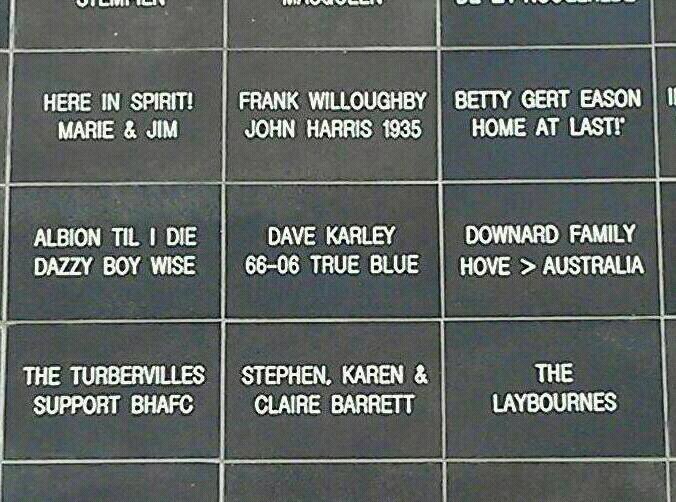 HERE IN SPIRIT!
MARIE & JIM
FRANK WILLOUGHBY
JOHN HARRIS 1935
BETTY GERT EASON
HOME AT LAST!'
ALBION TIL I DIE
DAZZY BOY WISE
DAVE KARLEY
66-06 TRUE BLUE
DOWNARD FAMILY
HOVE > AUSTRALIA
THE TURBERVILLES
SUPPORT BHAFC
STEPHEN, KAREN &
CLAIRE BARRETT
THE
LAYBOURNES